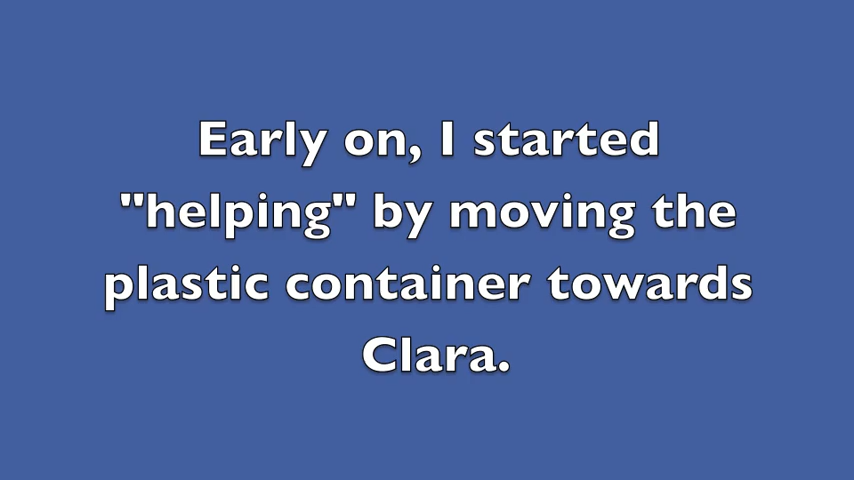 Early on, I started
"helping" by moving the
plastic container towards
Clara.